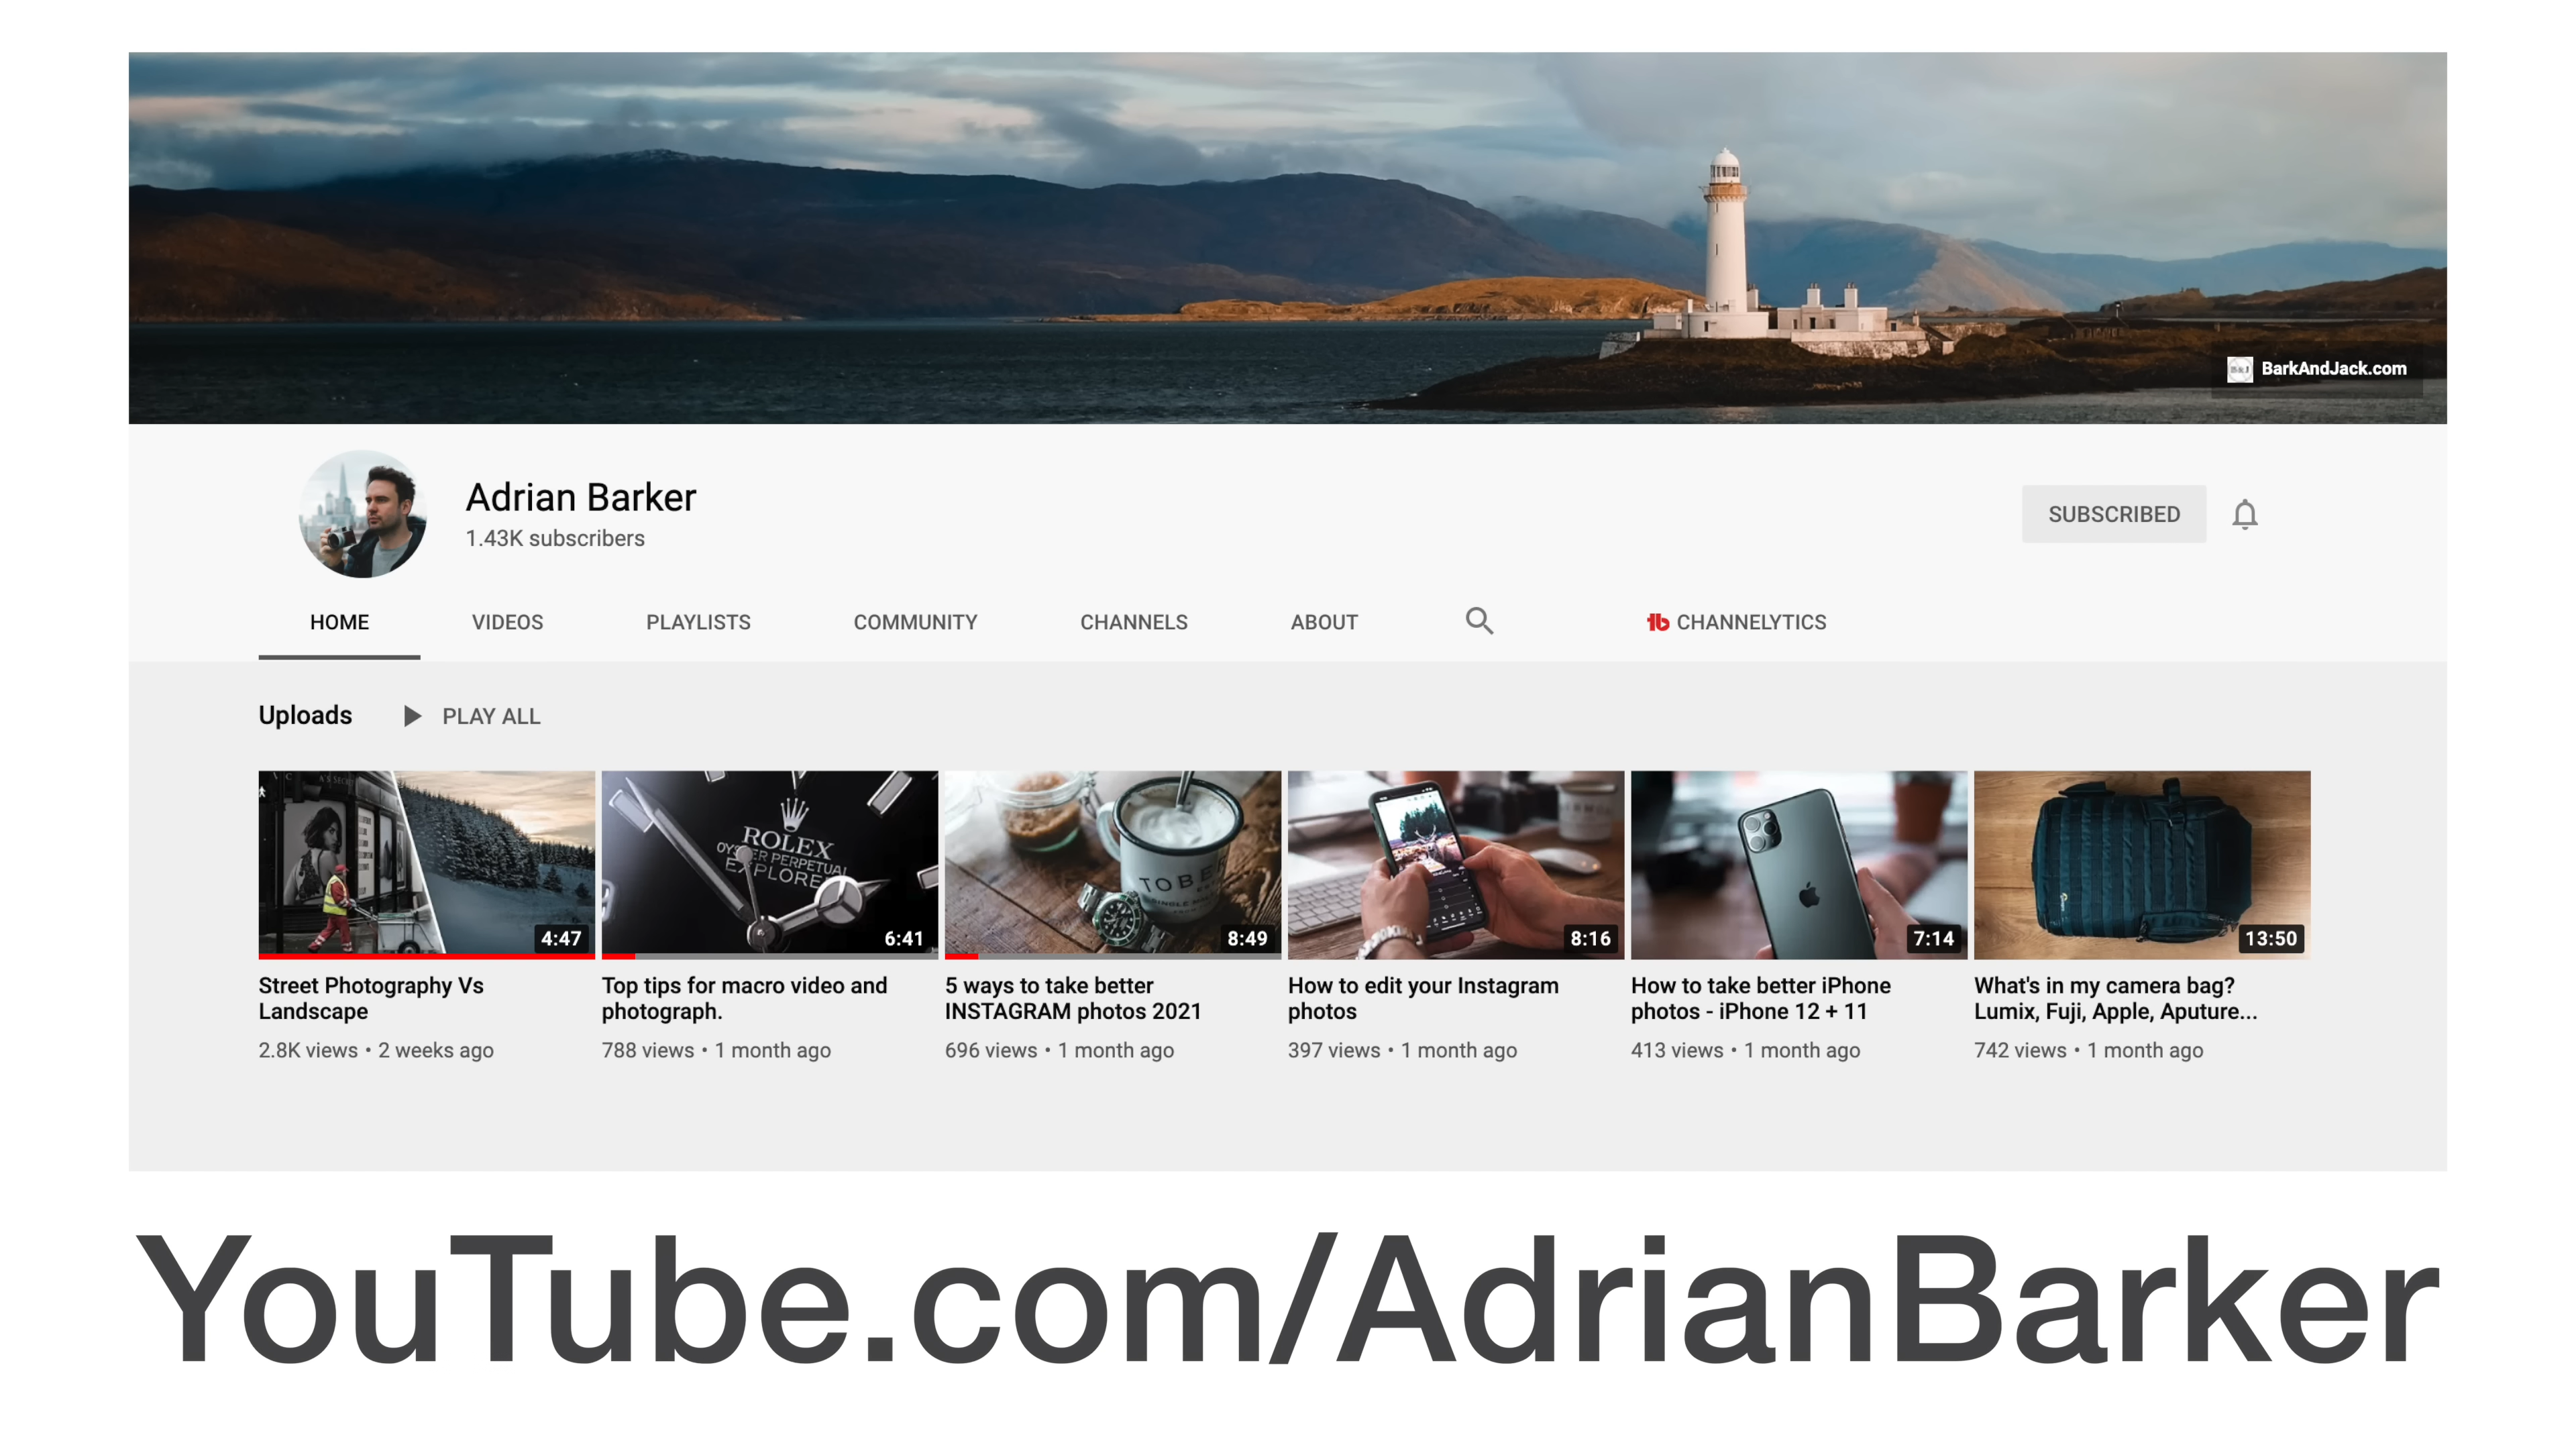 BarkAndJack.com
Adrian Barker
1.43K subscribers
SUBSCRIBED
HOME VIDEOS PLAYLISTS COMMUNITY CHANNELS ABOUT CHANNELYTICS
Uploads PLAY ALL
ROLEX
OYSTER PERPETUAL
EXPLORE
TOBE
4:47 6:41 8:49 8:16 7:14 13:50
Street Photography Vs
Landscape
2.8K views • 2 weeks ago
Top tips for macro video and
photograph.
788 views • 1 month ago
5 ways to take better
INSTAGRAM photos 2021
696 views • 1 month ago
How to edit your Instagram
photos
397 views • 1 month ago
How to take better iPhone
photos - iPhone 12 + 11
413 views • 1 month ago
What's in my camera bag?
Lumix, Fuji, Apple, Aputure...
742 views • 1 month ago
YouTube.com/AdrianBarker